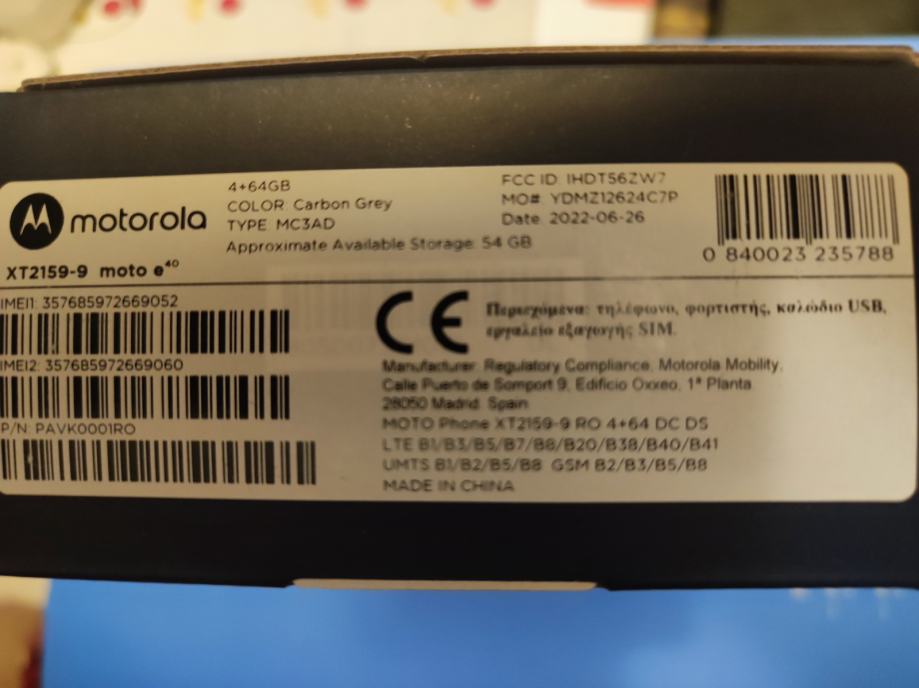 motorola
XT2159-9 moto e⁴⁰
4+64GB
COLOR: Carbon Grey
TYPE: MC3AD
Approximate Available Storage: 54 GB
FCC ID: IHDT56ZW7
MO#: YDMZ12624C7P
Date: 2022-06-26
0 840023 235788
IMEI1: 357685972669052
IMEI2: 357685972669060
P/N: PAVK0001RO
CE
Περιεχόμενα: τηλέφωνο, φορτιστής, καλώδιο USB,
εργαλείο εξαγωγής SIM.
Manufacturer: Regulatory Compliance, Motorola Mobility,
Calle Puerto de Somport 9, Edificio Oxxeo, 1ª Planta
28050 Madrid. Spain
MOTO Phone XT2159-9 RO 4+64 DC DS
LTE B1/B3/B5/B7/B8/B20/B38/B40/B41
UMTS B1/B2/B5/B8 GSM B2/B3/B5/B8
MADE IN CHINA